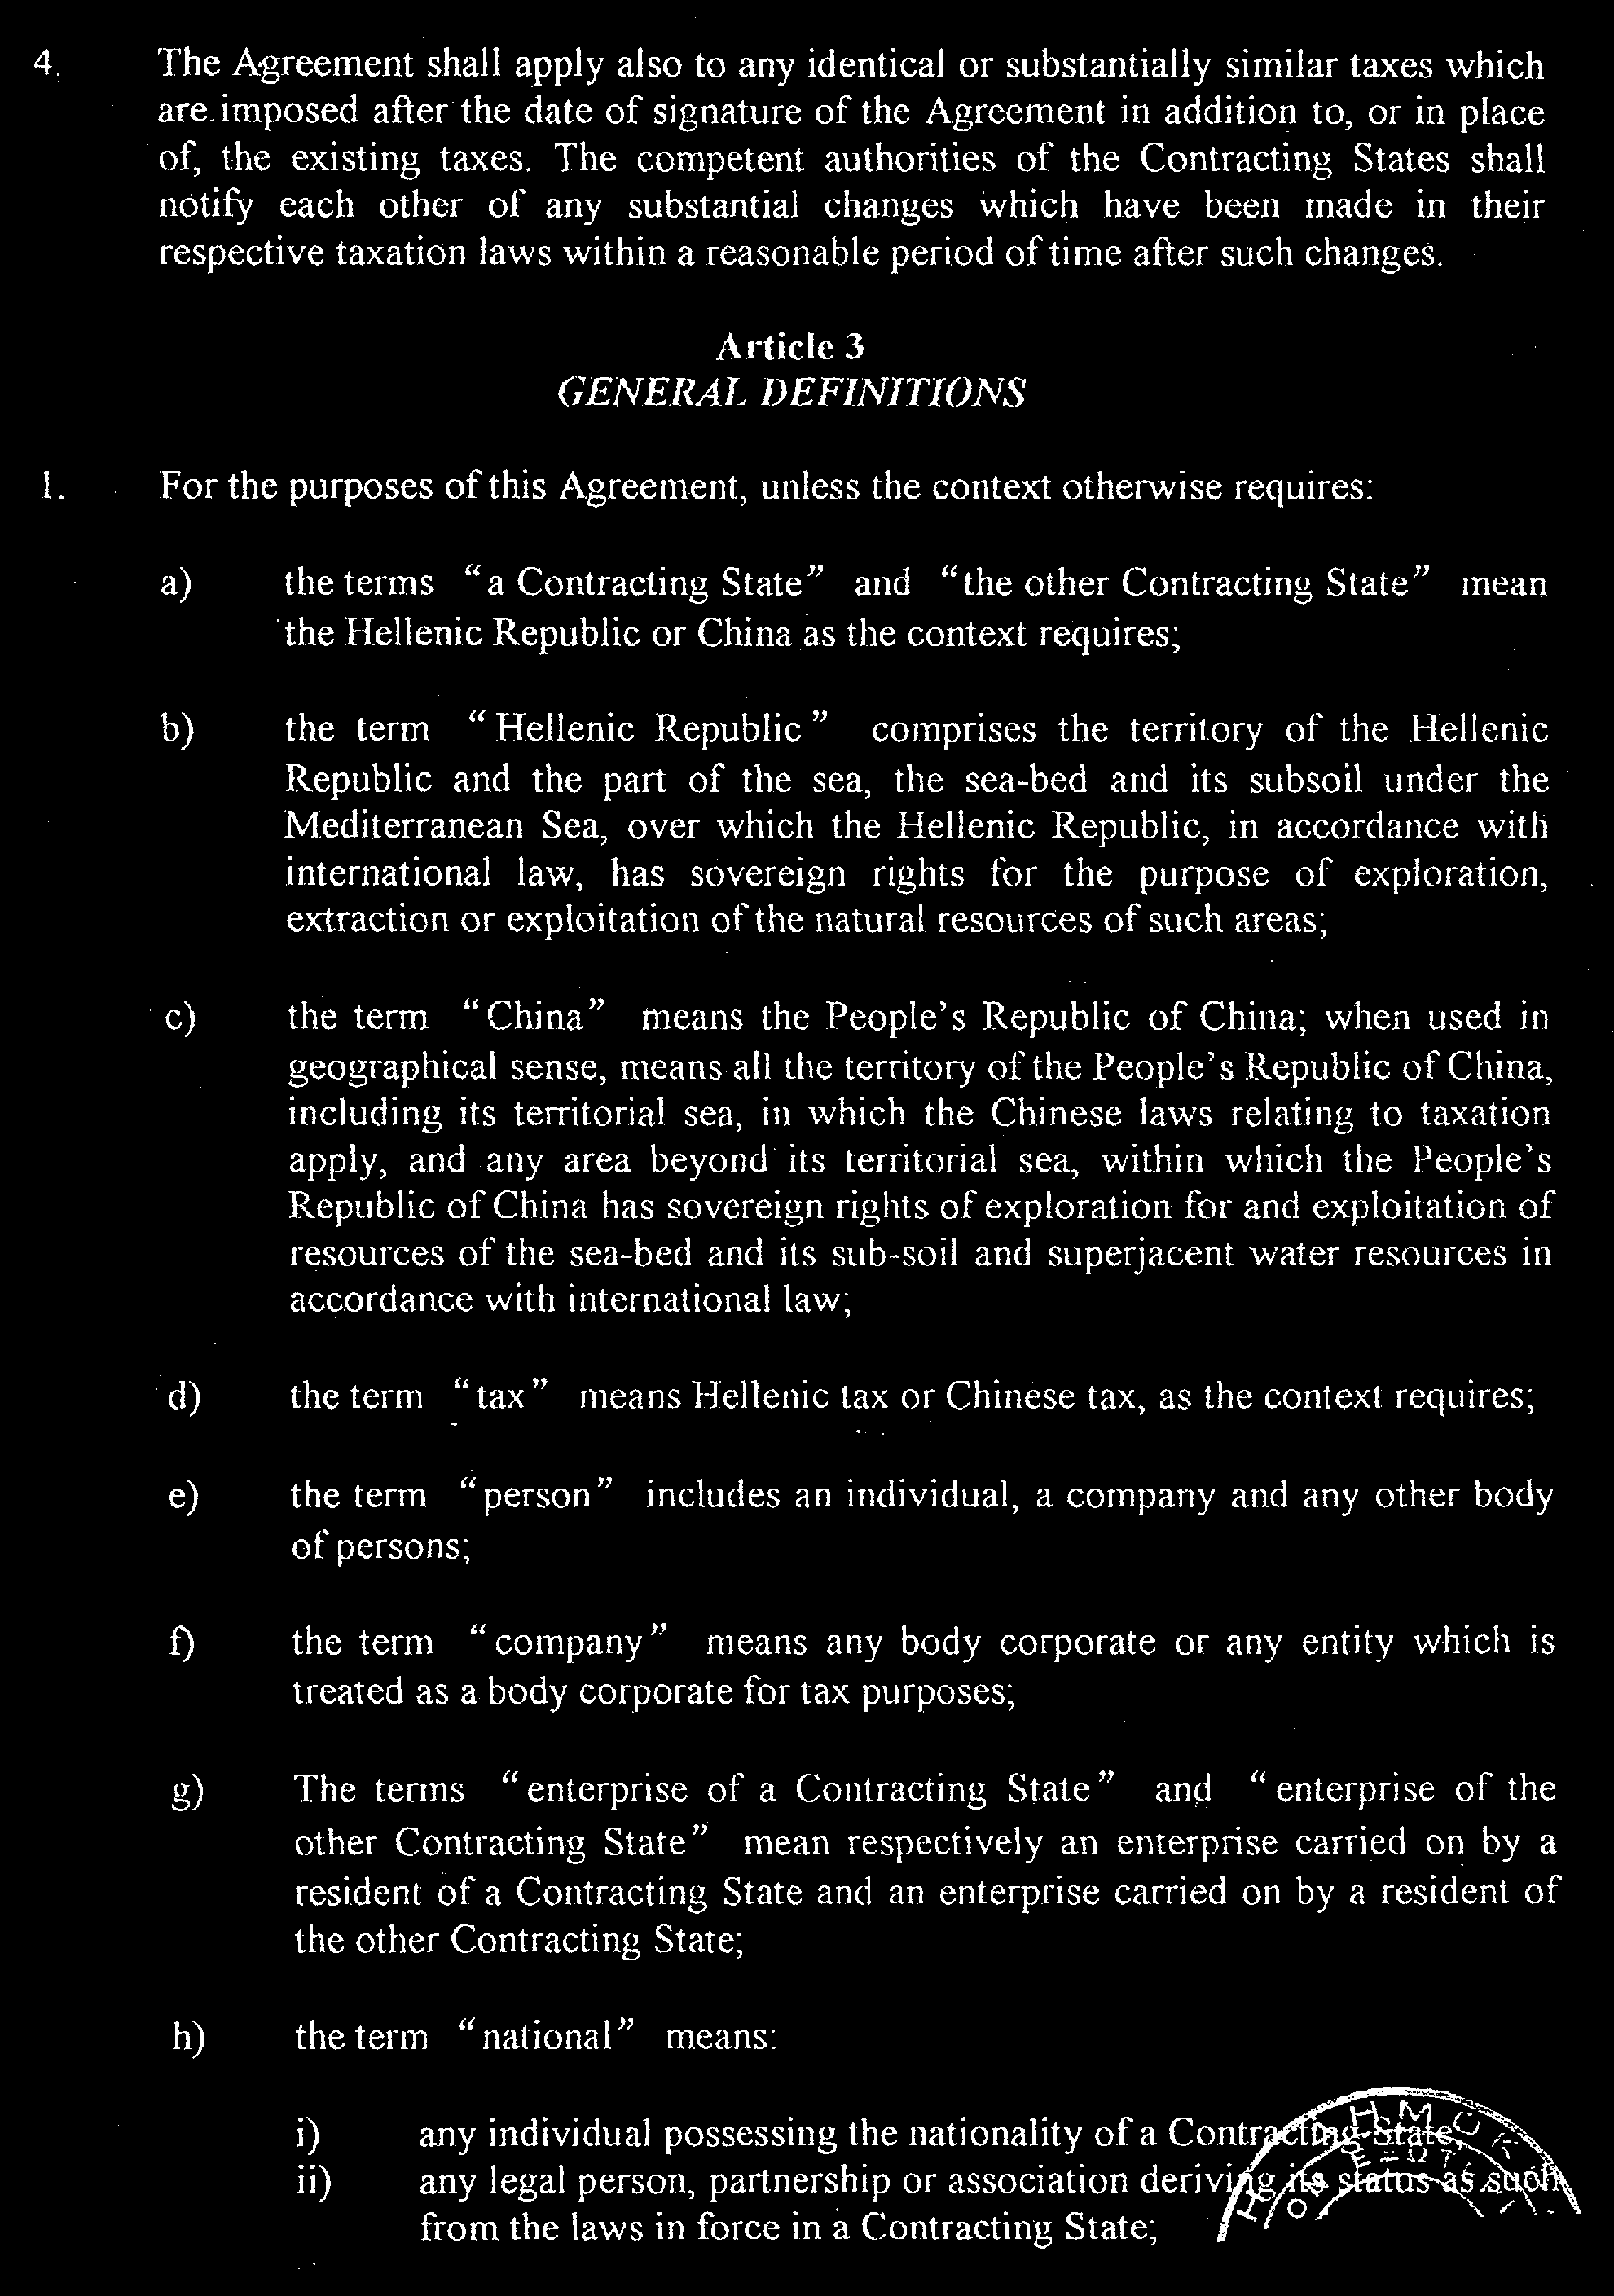 4. The Agreement shall apply also to any identical or substantially similar taxes which
are imposed after the date of signature of the Agreement in addition to, or in place
of, the existing taxes. The competent authorities of the Contracting States shall
notify each other of any substantial changes which have been made in their
respective taxation laws within a reasonable period of time after such changes.
Article 3
GENERAL DEFINITIONS
1. For the purposes of this Agreement, unless the context otherwise requires:
a) the terms “a Contracting State” and “the other Contracting State” mean
the Hellenic Republic or China as the context requires;
b) the term “Hellenic Republic” comprises the territory of the Hellenic
Republic and the part of the sea, the sea-bed and its subsoil under the
Mediterranean Sea, over which the Hellenic Republic, in accordance with
international law, has sovereign rights for the purpose of exploration,
extraction or exploitation of the natural resources of such areas;
c) the term “China” means the People’s Republic of China; when used in
geographical sense, means all the territory of the People’s Republic of China,
including its territorial sea, in which the Chinese laws relating to taxation
apply, and any area beyond its territorial sea, within which the People’s
Republic of China has sovereign rights of exploration for and exploitation of
resources of the sea-bed and its sub-soil and superjacent water resources in
accordance with international law;
d) the term “tax” means Hellenic tax or Chinese tax, as the context requires;
e) the term “person” includes an individual, a company and any other body
of persons;
f) the term “company” means any body corporate or any entity which is
treated as a body corporate for tax purposes;
g) The terms “enterprise of a Contracting State” and “enterprise of the
other Contracting State” mean respectively an enterprise carried on by a
resident of a Contracting State and an enterprise carried on by a resident of
the other Contracting State;
h) the term “national” means:
i) any individual possessing the nationality of a Contracting State;
ii) any legal person, partnership or association deriving its status as such
from the laws in force in a Contracting State;